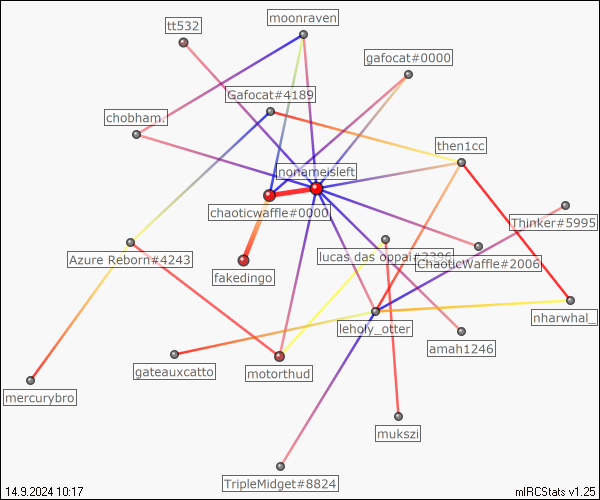 moonraven
tt532
gafocat#0000
Gafocat#4189
chobham.
then1cc
nonameisleft
chaoticwaffle#0000
Thinker#5995
lucas das oppai#2286
ChaoticWaffle#2006
Azure Reborn#4243
fakedingo
nharwhal_
leholy_otter
amah1246
gateauxcatto
motorthud
mercurybro
mukszi
TripleMidget#8824
14.9.2024 10:17
mIRCStats v1.25